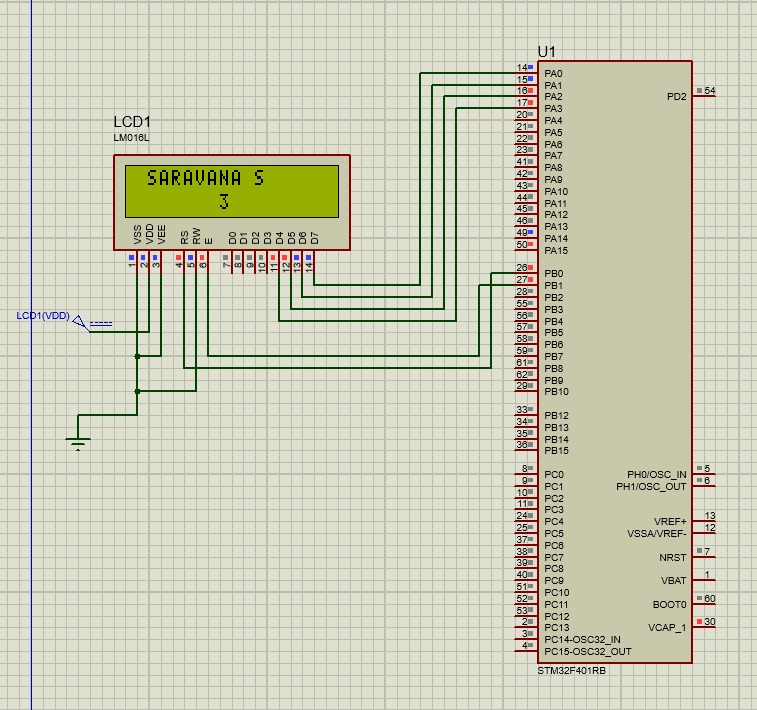 LCD1
LM016L
SARAVANA S
3
VSS
VDD
VEE
RS
RW
E
D0
D1
D2
D3
D4
D5
D6
D7
1
2
3
4
5
6
7
8
9
10
11
12
13
14
LCD1(VDD)
U1
14 PA0
15 PA1
16 PA2
17 PA3
20 PA4
21 PA5
22 PA6
23 PA7
41 PA8
42 PA9
43 PA10
44 PA11
45 PA12
46 PA13
49 PA14
50 PA15
26 PB0
27 PB1
28 PB2
55 PB3
56 PB4
57 PB5
58 PB6
59 PB7
61 PB8
62 PB9
29 PB10
33 PB12
34 PB13
35 PB14
36 PB15
8 PC0
9 PC1
10 PC2
11 PC3
24 PC4
25 PC5
37 PC6
38 PC7
39 PC8
40 PC9
51 PC10
52 PC11
53 PC12
2 PC13
3 PC14-OSC32_IN
4 PC15-OSC32_OUT
PD2 54
PH0/OSC_IN 5
PH1/OSC_OUT 6
VREF+ 13
VSSA/VREF- 12
NRST 7
VBAT 1
BOOT0 60
VCAP_1 30
STM32F401RB